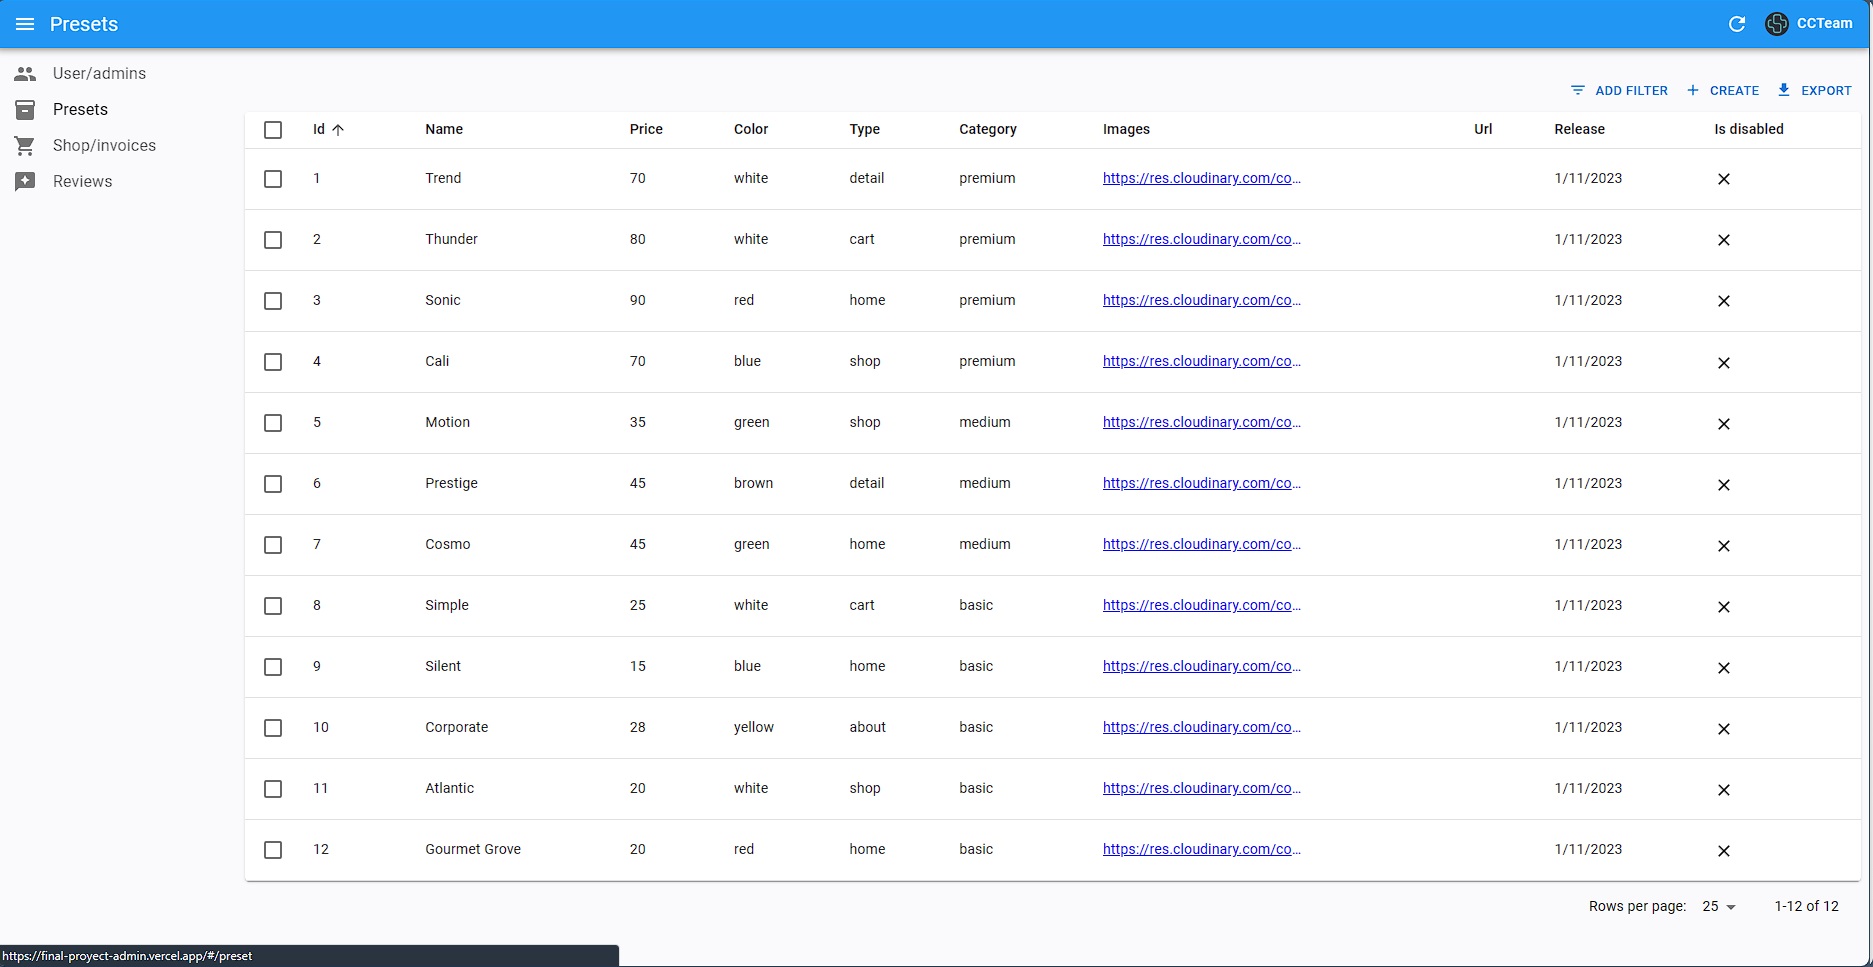 Presets
CCTeam
User/admins
Presets
Shop/invoices
Reviews
ADD FILTER CREATE EXPORT
Id Name Price Color Type Category Images Url Release Is disabled
1 Trend 70 white detail premium https://res.cloudinary.com/co... 1/11/2023
2 Thunder 80 white cart premium https://res.cloudinary.com/co... 1/11/2023
3 Sonic 90 red home premium https://res.cloudinary.com/co... 1/11/2023
4 Cali 70 blue shop premium https://res.cloudinary.com/co... 1/11/2023
5 Motion 35 green shop medium https://res.cloudinary.com/co... 1/11/2023
6 Prestige 45 brown detail medium https://res.cloudinary.com/co... 1/11/2023
7 Cosmo 45 green home medium https://res.cloudinary.com/co... 1/11/2023
8 Simple 25 white cart basic https://res.cloudinary.com/co... 1/11/2023
9 Silent 15 blue home basic https://res.cloudinary.com/co... 1/11/2023
10 Corporate 28 yellow about basic https://res.cloudinary.com/co... 1/11/2023
11 Atlantic 20 white shop basic https://res.cloudinary.com/co... 1/11/2023
12 Gourmet Grove 20 red home basic https://res.cloudinary.com/co... 1/11/2023
Rows per page: 25 1-12 of 12
https://final-proyect-admin.vercel.app/#/preset